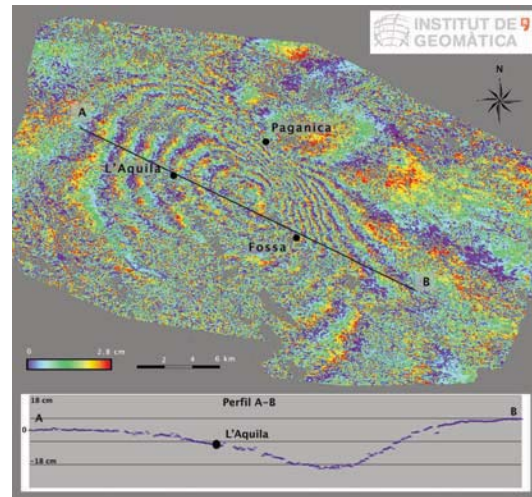 INSTITUT DE
GEOMÀTICA
N
A
Paganica
L'Aquila
Fossa
B
0 2.8 cm
2 4 6 km
18 cm
Perfil A-B
A
B
0
L'Aquila
-18 cm